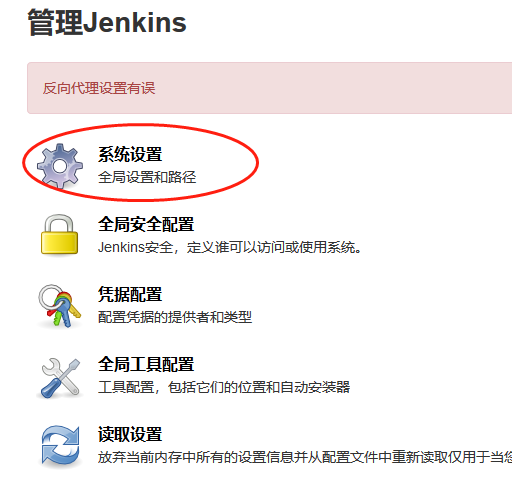 管理Jenkins
反向代理设置有误
系统设置
全局设置和路径
全局安全配置
Jenkins安全，定义谁可以访问或使用系统。
凭据配置
配置凭据的提供者和类型
全局工具配置
工具配置，包括它们的位置和自动安装器
读取设置
放弃当前内存中所有的设置信息并从配置文件中重新读取仅用于当您